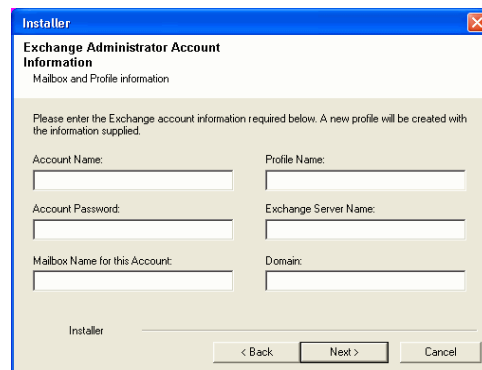 Installer
Exchange Administrator Account
Information
Mailbox and Profile information
Please enter the Exchange account information required below. A new profile will be created with
the information supplied.
Account Name:
Profile Name:
Account Password:
Exchange Server Name:
Mailbox Name for this Account:
Domain:
Installer
< Back
Next >
Cancel